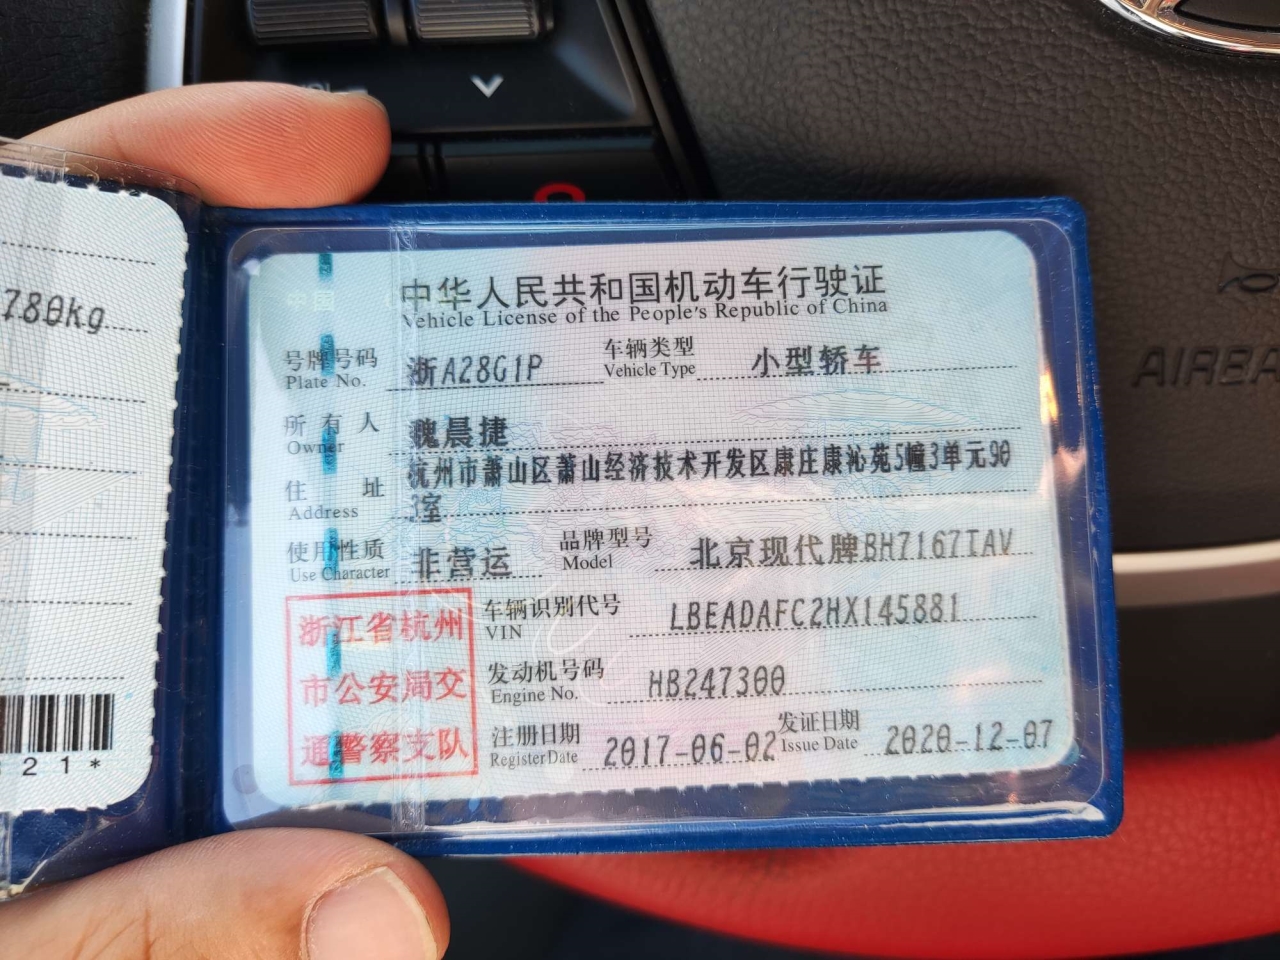 780kg
21*
中华人民共和国机动车行驶证
Vehicle License of the People's Republic of China
号牌号码 浙A28G1P 车辆类型 小型轿车
Plate No. Vehicle Type
所有人 魏晨捷
Owner
住址 杭州市萧山区萧山经济技术开发区康庄康沁苑5幢3单元90
Address 3室
使用性质 非营运 品牌型号 北京现代牌BH7167IAV
Use Character Model
浙江省杭州
市公安局交
通警察支队
车辆识别代号 LBEADAFC2HX145881
VIN
发动机号码 HB247300
Engine No.
注册日期 2017-06-02 发证日期 2020-12-07
Register Date Issue Date
AIRBA